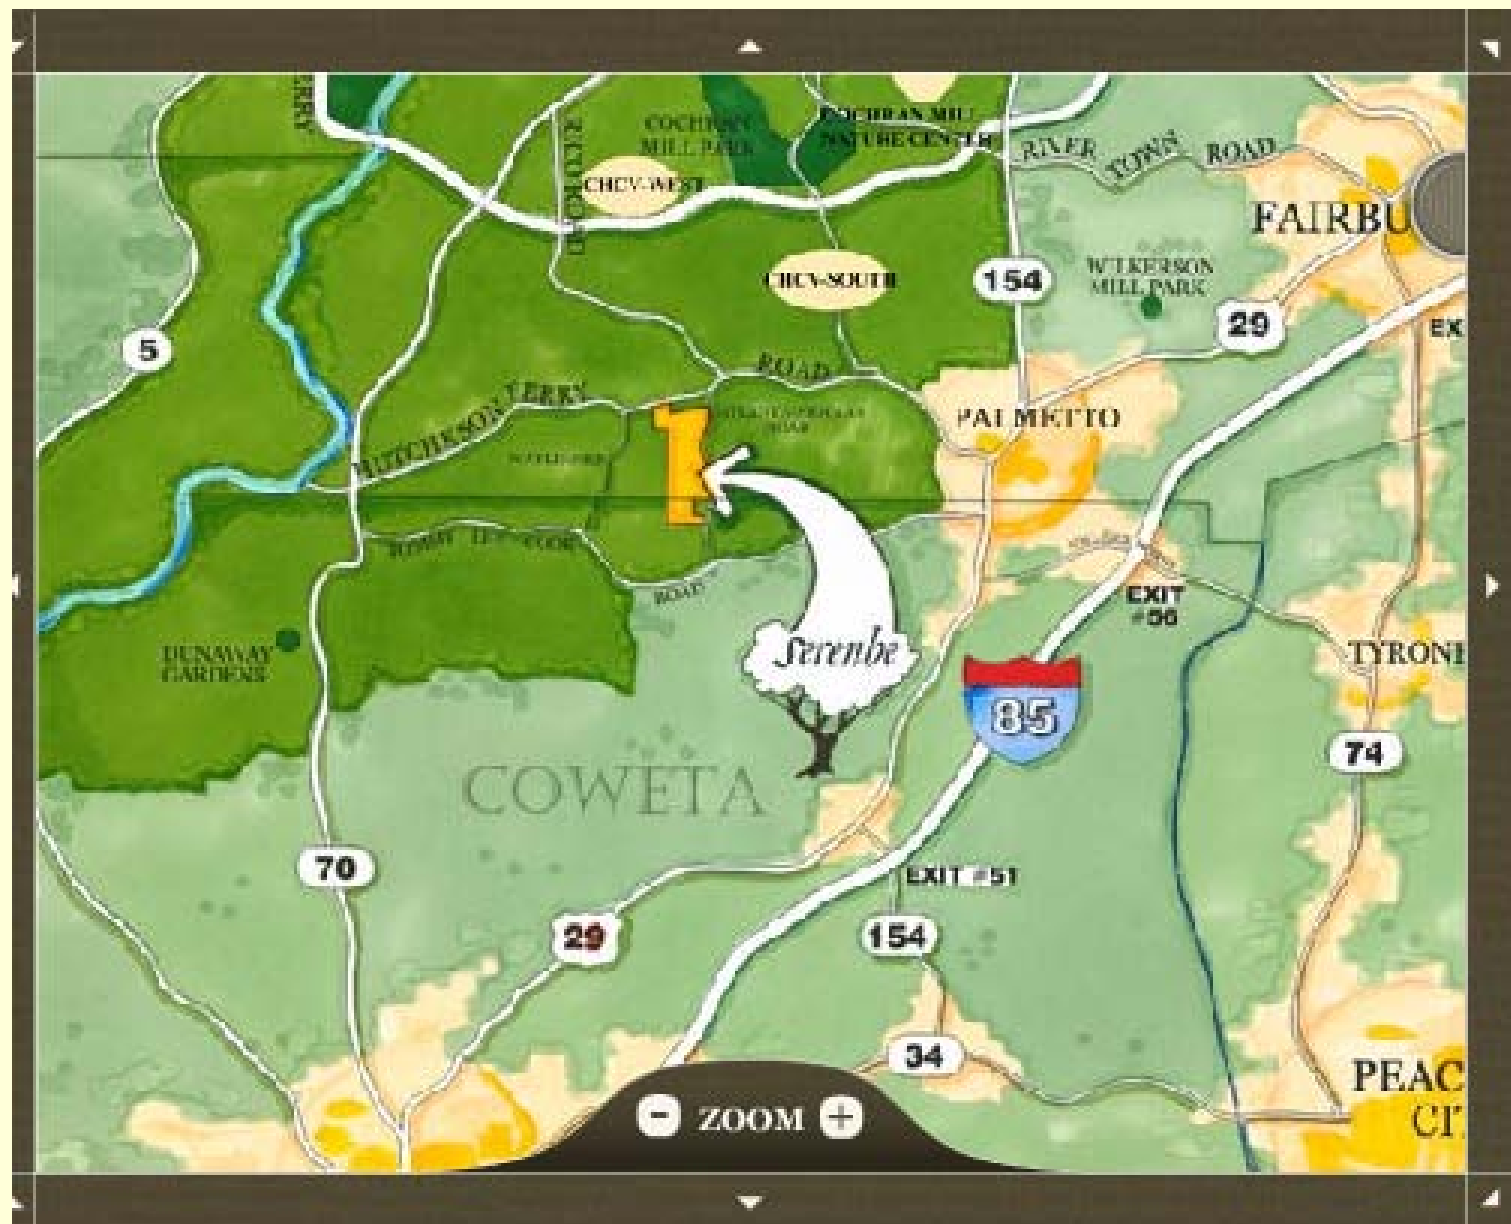 COCHRAN
MILL PARK
COCHRAN MILL
NATURE CENTER
RIVER TOWN ROAD
CHCV-WEST
FAIRBU
CHCV-SOUTH
154
WILKERSON
MILL PARK
29
EX
5
ROAD
HUTCHESON FERRY
PALMETTO
ROAD
EXIT
#56
Serenbe
DUNAWAY
GARDENS
TYRONE
85
COWETA
74
70
EXIT #51
29
154
34
PEAC
CIT
ZOOM